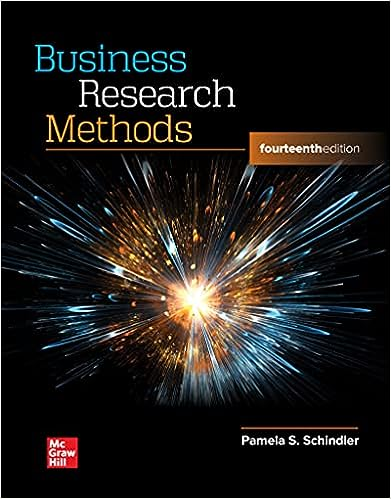 Business
Research
Methods
fourteenthedition
Mc
Graw
Hill
Pamela S. Schindler